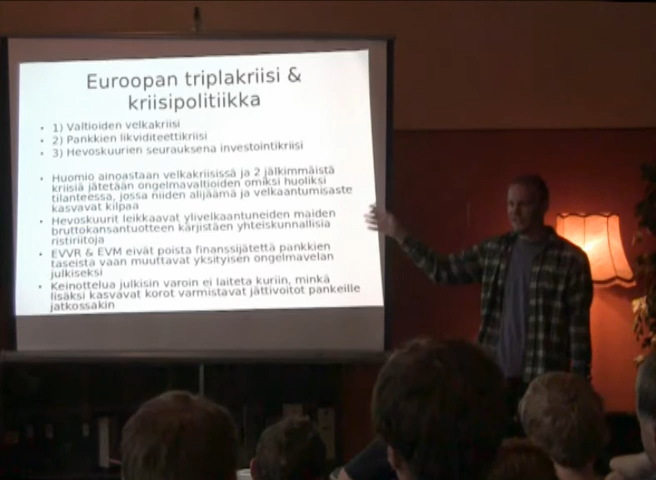 Euroopan triplakriisi &
kriisipolitiikka
• 1) Valtioiden velkakriisi
• 2) Pankkien likviditeettikriisi
• 3) Hevoskuurien seurauksena investointikriisi
• Huomio ainoastaan velkakriisissä ja 2 jälkimmäistä
kriisiä jätetään ongelmavaltioiden omiksi huoliksi
tilanteessa, jossa niiden alijäämä ja velkaantumisaste
kasvavat kilpaa
• Hevoskuurit leikkaavat ylivelkaantuneiden maiden
bruttokansantuotteen kärjistäen yhteiskunnallisia
ristiriitoja
• EVVR & EVM eivät poista finanssijätettä pankkien
taseista vaan muuttavat yksityisen ongelmavelan
julkiseksi
• Keinottelua julkisin varoin ei laiteta kuriin, minkä
lisäksi kasvavat korot varmistavat jättivoitot pankeille
jatkossakin